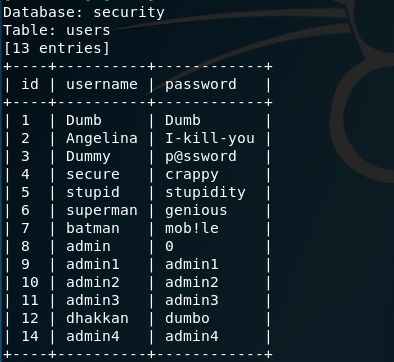 Database: security
Table: users
[13 entries]
+----+----------+------------+
| id | username | password   |
+----+----------+------------+
| 1  | Dumb     | Dumb       |
| 2  | Angelina | I-kill-you |
| 3  | Dummy    | p@ssword   |
| 4  | secure   | crappy     |
| 5  | stupid   | stupidity  |
| 6  | superman | genious    |
| 7  | batman   | mob!le     |
| 8  | admin    | 0          |
| 9  | admin1   | admin1     |
| 10 | admin2   | admin2     |
| 11 | admin3   | admin3     |
| 12 | dhakkan  | dumbo      |
| 14 | admin4   | admin4     |
+----+----------+------------+